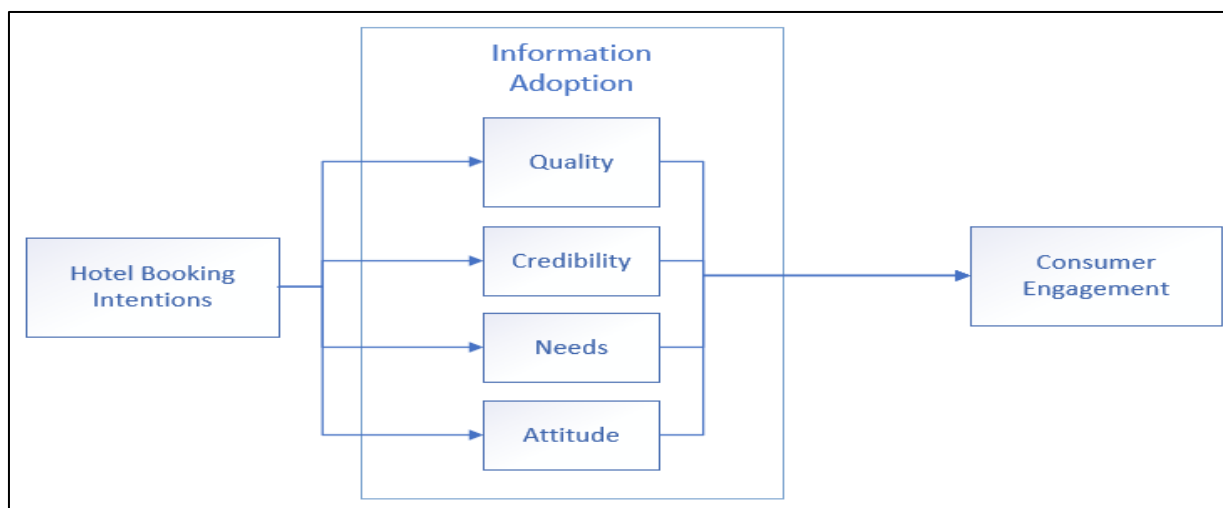 Information
Adoption
Quality
Credibility
Needs
Attitude
Hotel Booking
Intentions
Consumer
Engagement